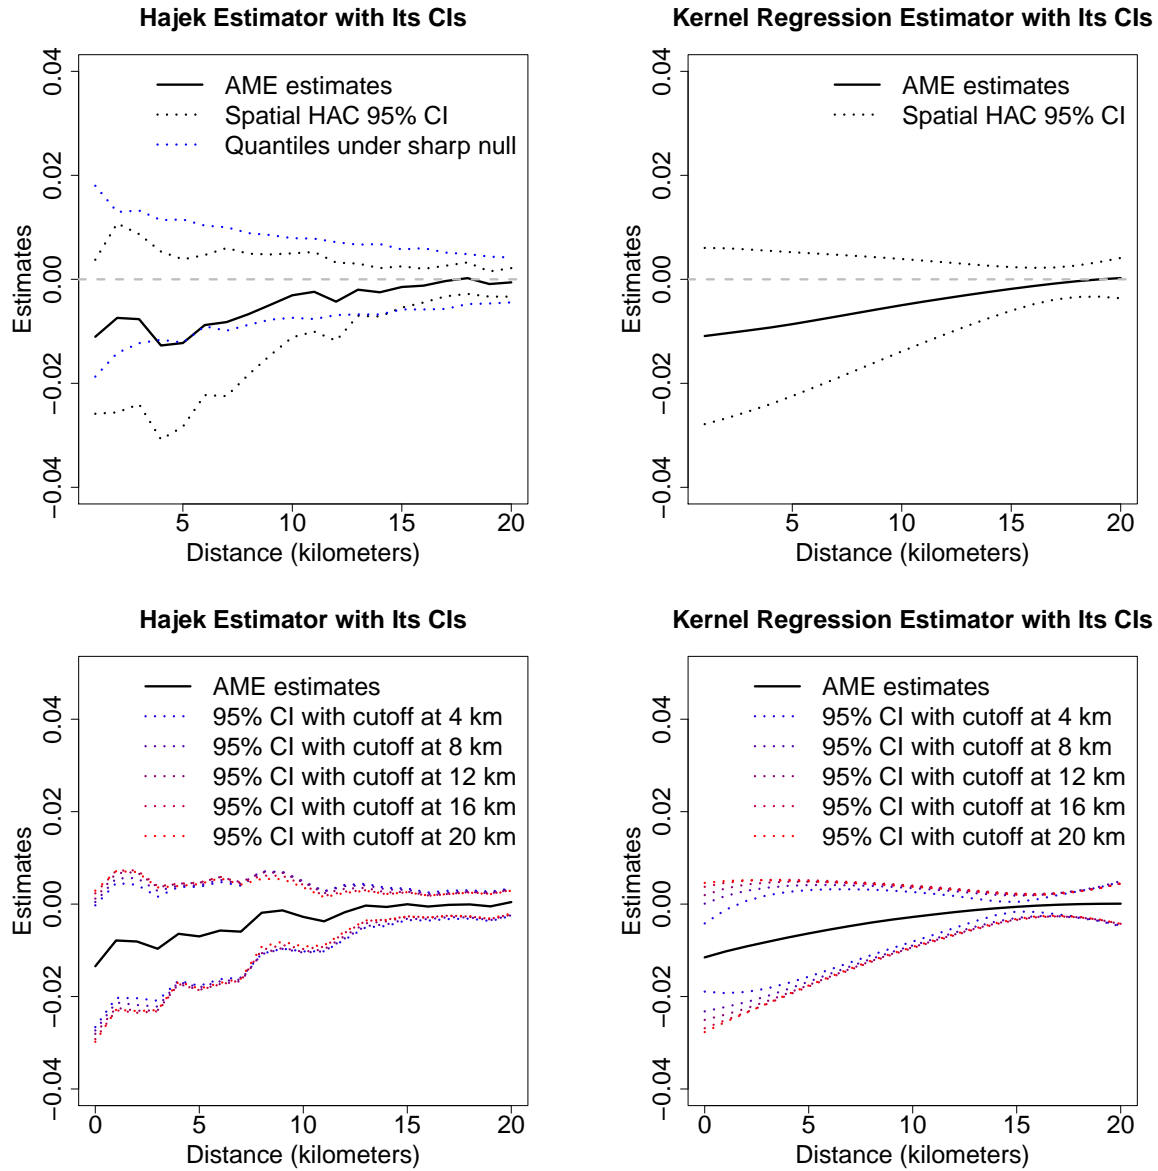 Hajek Estimator with Its CIs
Estimates
0.04
0.02
0.00
−0.02
−0.04
AME estimates
Spatial HAC 95% CI
Quantiles under sharp null
5
10
15
20
Distance (kilometers)
Kernel Regression Estimator with Its CIs
Estimates
0.04
0.02
0.00
−0.02
−0.04
AME estimates
Spatial HAC 95% CI
5
10
15
20
Distance (kilometers)
Hajek Estimator with Its CIs
Estimates
0.04
0.02
0.00
−0.02
−0.04
AME estimates
95% CI with cutoff at 4 km
95% CI with cutoff at 8 km
95% CI with cutoff at 12 km
95% CI with cutoff at 16 km
95% CI with cutoff at 20 km
0
5
10
15
20
Distance (kilometers)
Kernel Regression Estimator with Its CIs
Estimates
0.04
0.02
0.00
−0.02
−0.04
AME estimates
95% CI with cutoff at 4 km
95% CI with cutoff at 8 km
95% CI with cutoff at 12 km
95% CI with cutoff at 16 km
95% CI with cutoff at 20 km
0
5
10
15
20
Distance (kilometers)